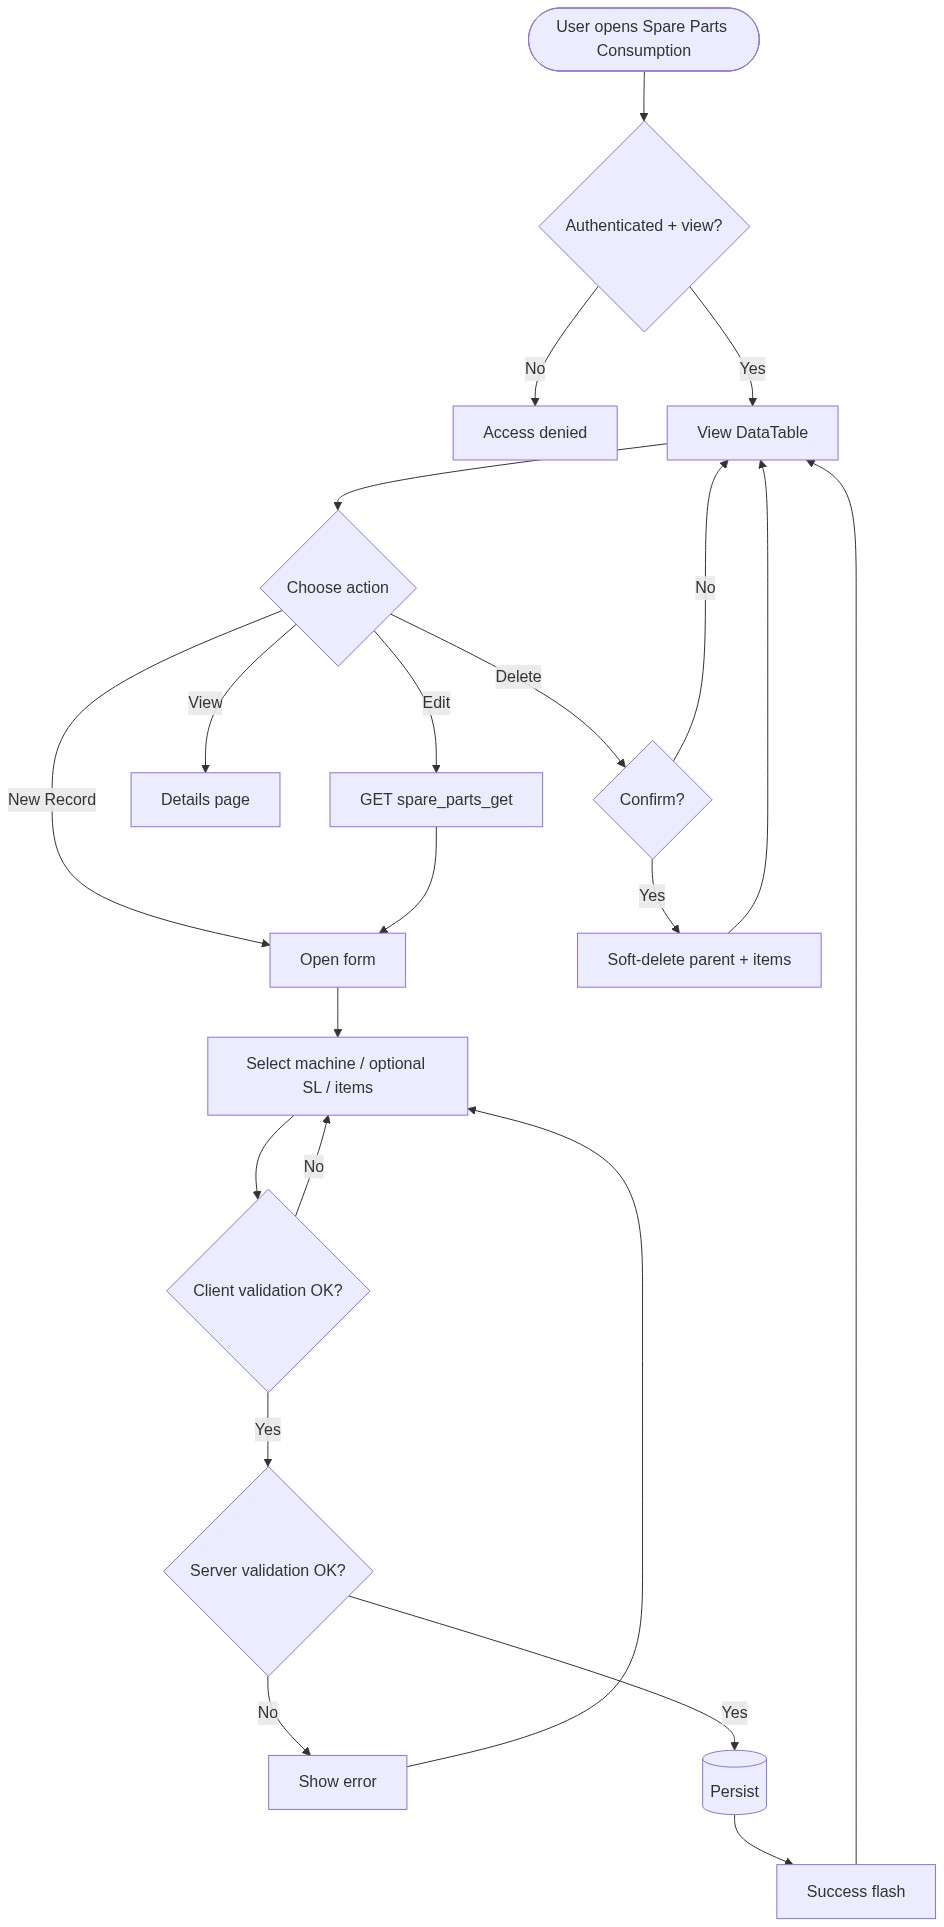 User opens Spare Parts
Consumption
Authenticated + view?
No
Yes
Access denied
View DataTable
Choose action
No
Delete
View
Edit
New Record
Details page
GET spare_parts_get
Confirm?
Yes
Open form
Soft-delete parent + items
Select machine / optional
SL / items
No
Client validation OK?
Yes
Server validation OK?
No
Yes
Show error
Persist
Success flash